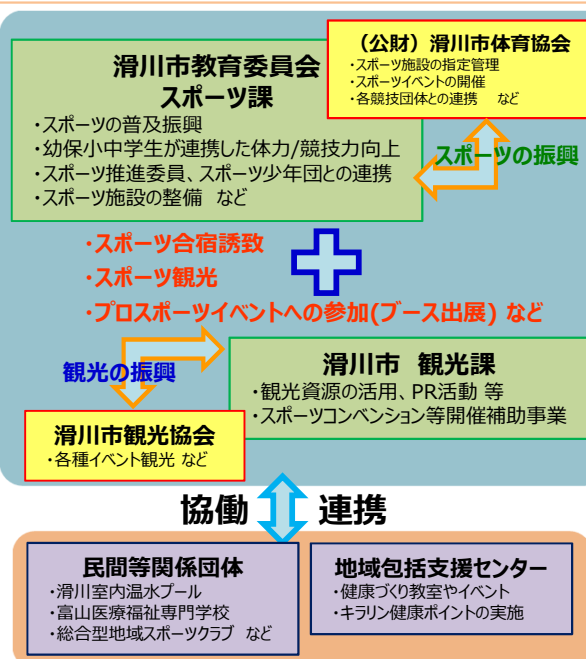 滑川市教育委員会
スポーツ課
・スポーツの普及振興
・幼保小中学生が連携した体力/競技力向上
・スポーツ推進委員、スポーツ少年団との連携
・スポーツ施設の整備 など
（公財）滑川市体育協会
・スポーツ施設の指定管理
・スポーツイベントの開催
・各競技団体との連携 など
スポーツの振興
・スポーツ合宿誘致
・スポーツ観光
・プロスポーツイベントへの参加(ブース出展) など
観光の振興
滑川市 観光課
・観光資源の活用、PR活動 等
・スポーツコンベンション等開催補助事業
滑川市観光協会
・各種イベント観光 など
協働 連携
民間等関係団体
・滑川室内温水プール
・富山医療福祉専門学校
・総合型地域スポーツクラブ など
地域包括支援センター
・健康づくり教室やイベント
・キラリン健康ポイントの実施